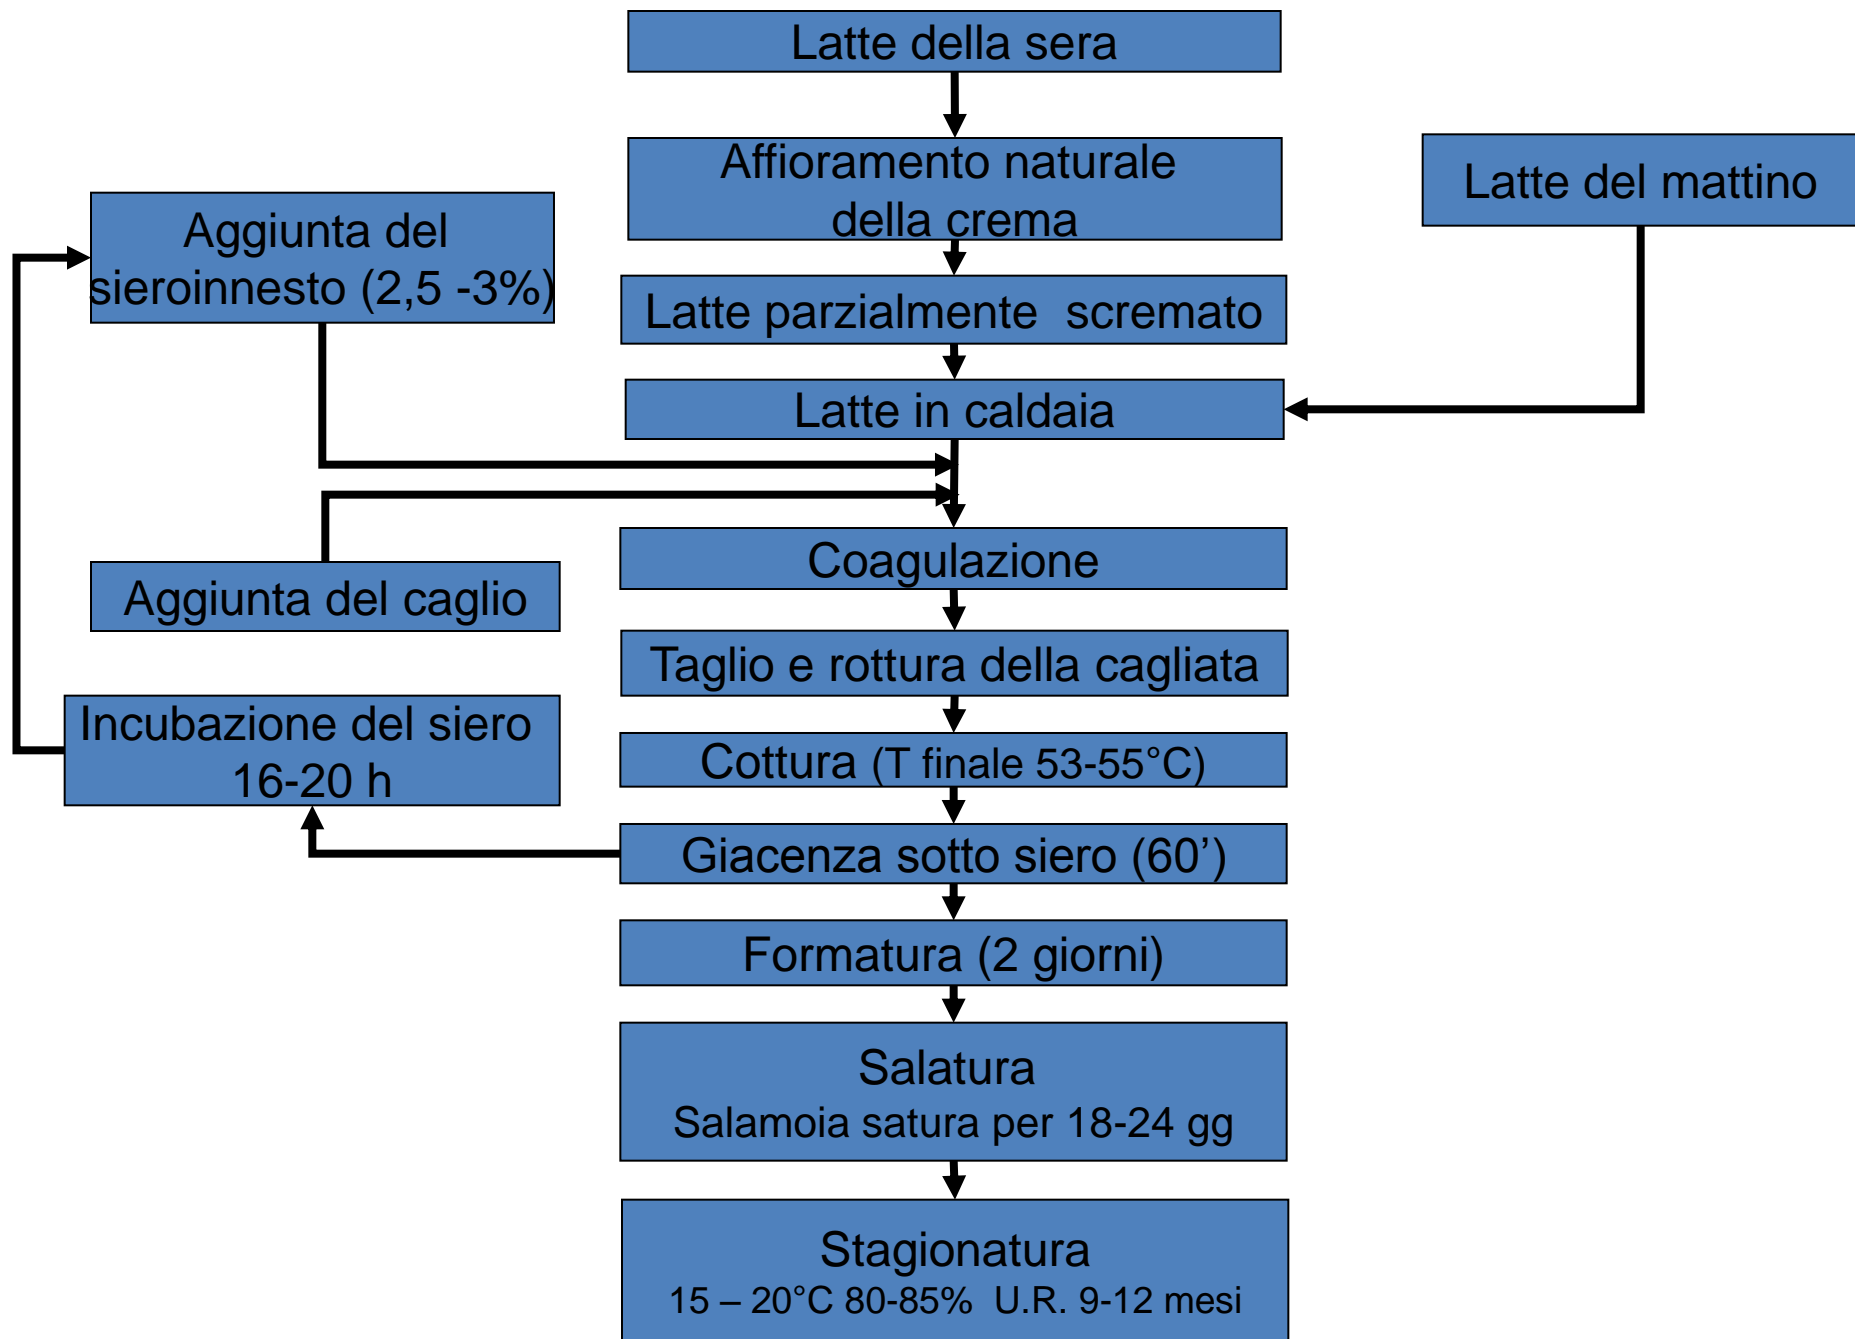 Latte della sera
Affioramento naturale
della crema
Latte del mattino
Aggiunta del
sieroinnesto (2,5 -3%)
Latte parzialmente  scremato
Latte in caldaia
Coagulazione
Aggiunta del caglio
Taglio e rottura della cagliata
Incubazione del siero
16-20 h
Cottura (T finale 53-55°C)
Giacenza sotto siero (60’)
Formatura (2 giorni)
Salatura
Salamoia satura per 18-24 gg
Stagionatura
15 – 20°C 80-85%  U.R. 9-12 mesi